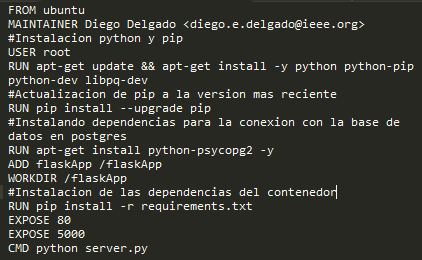 FROM ubuntu
MAINTAINER Diego Delgado <diego.e.delgado@ieee.org>
#Instalacion python y pip
USER root
RUN apt-get update && apt-get install -y python python-pip
python-dev libpq-dev
#Actualizacion de pip a la version mas reciente
RUN pip install --upgrade pip
#Instalando dependencias para la conexion con la base de
datos en postgres
RUN apt-get install python-psycopg2 -y
ADD flaskApp /flaskApp
WORKDIR /flaskApp
#Instalacion de las dependencias del contenedor
RUN pip install -r requirements.txt
EXPOSE 80
EXPOSE 5000
CMD python server.py